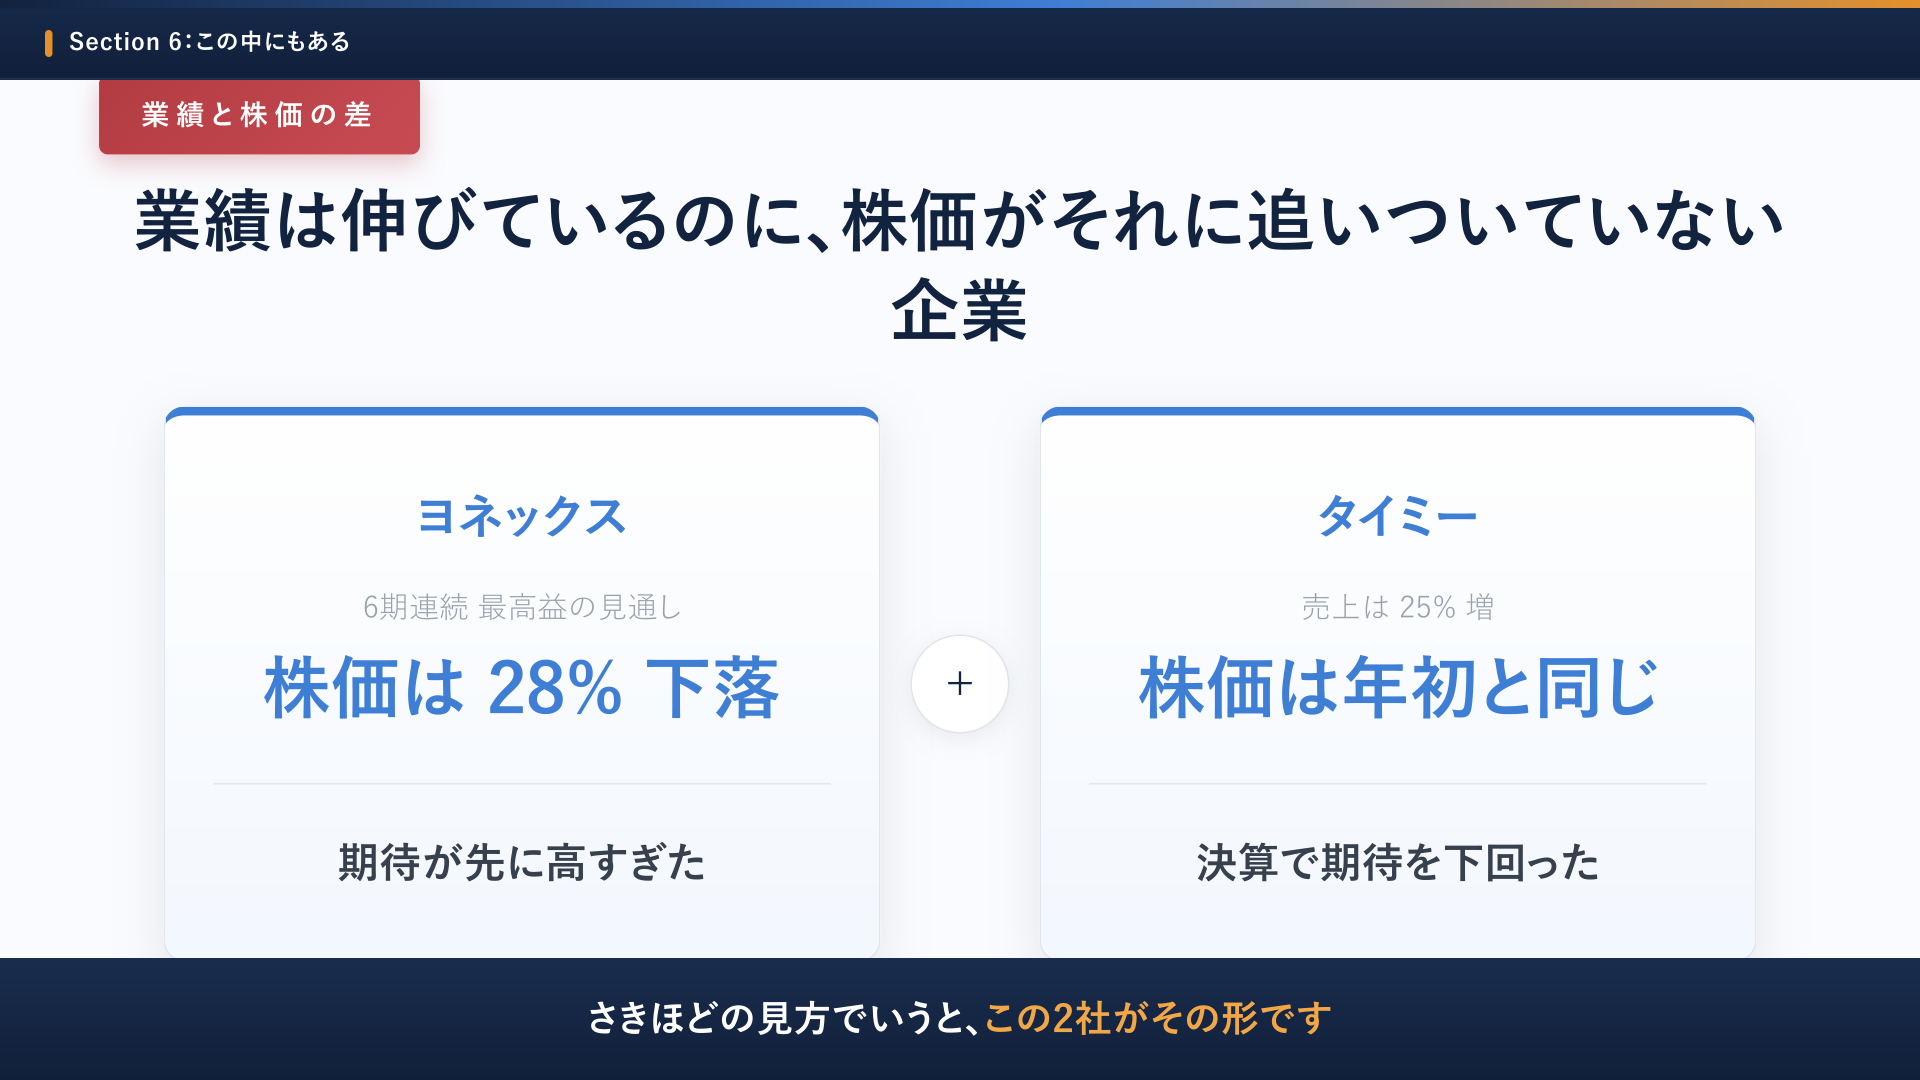 Section 6：この中にもある
業績と株価の差
業績は伸びているのに、株価がそれに追いついていない
企業
ヨネックス
6期連続 最高益の見通し
株価は 28% 下落
期待が先に高すぎた
+
タイミー
売上は 25% 増
株価は年初と同じ
決算で期待を下回った
さきほどの見方でいうと、この2社がその形です